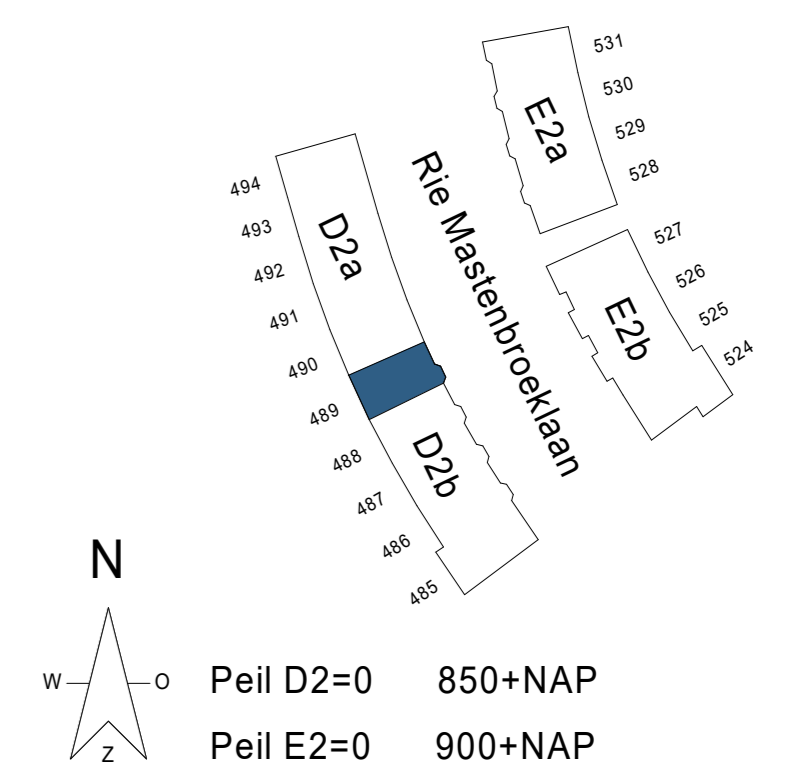 531
530
E2a
529
528
494
Rie Mastenbroeklaan
493
D2a
492
491
490
489
488
D2b
487
486
485
527
526
E2b
525
524
N
W O
Z
Peil D2=0 850+NAP
Peil E2=0 900+NAP